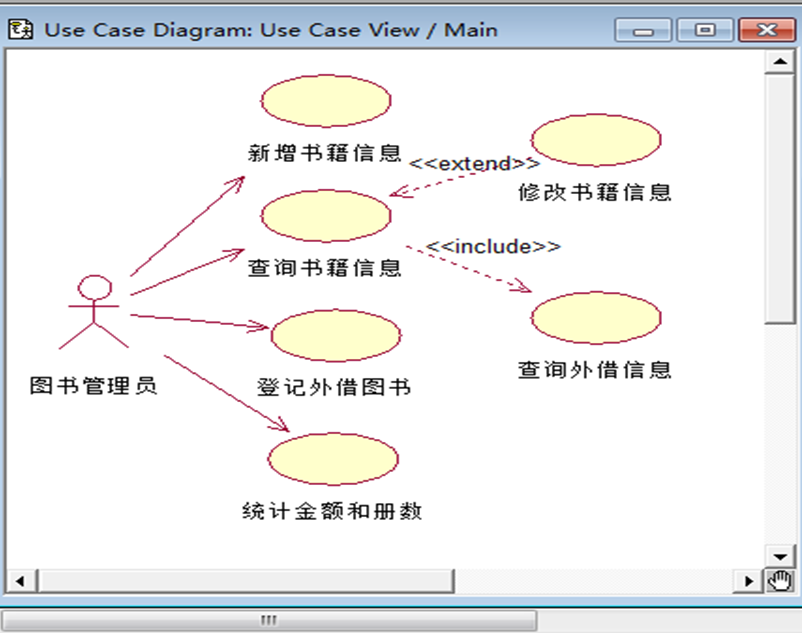 Use Case Diagram: Use Case View / Main
新增书籍信息
<<extend>>
修改书籍信息
查询书籍信息
<<include>>
查询外借信息
图书管理员
登记外借图书
统计金额和册数